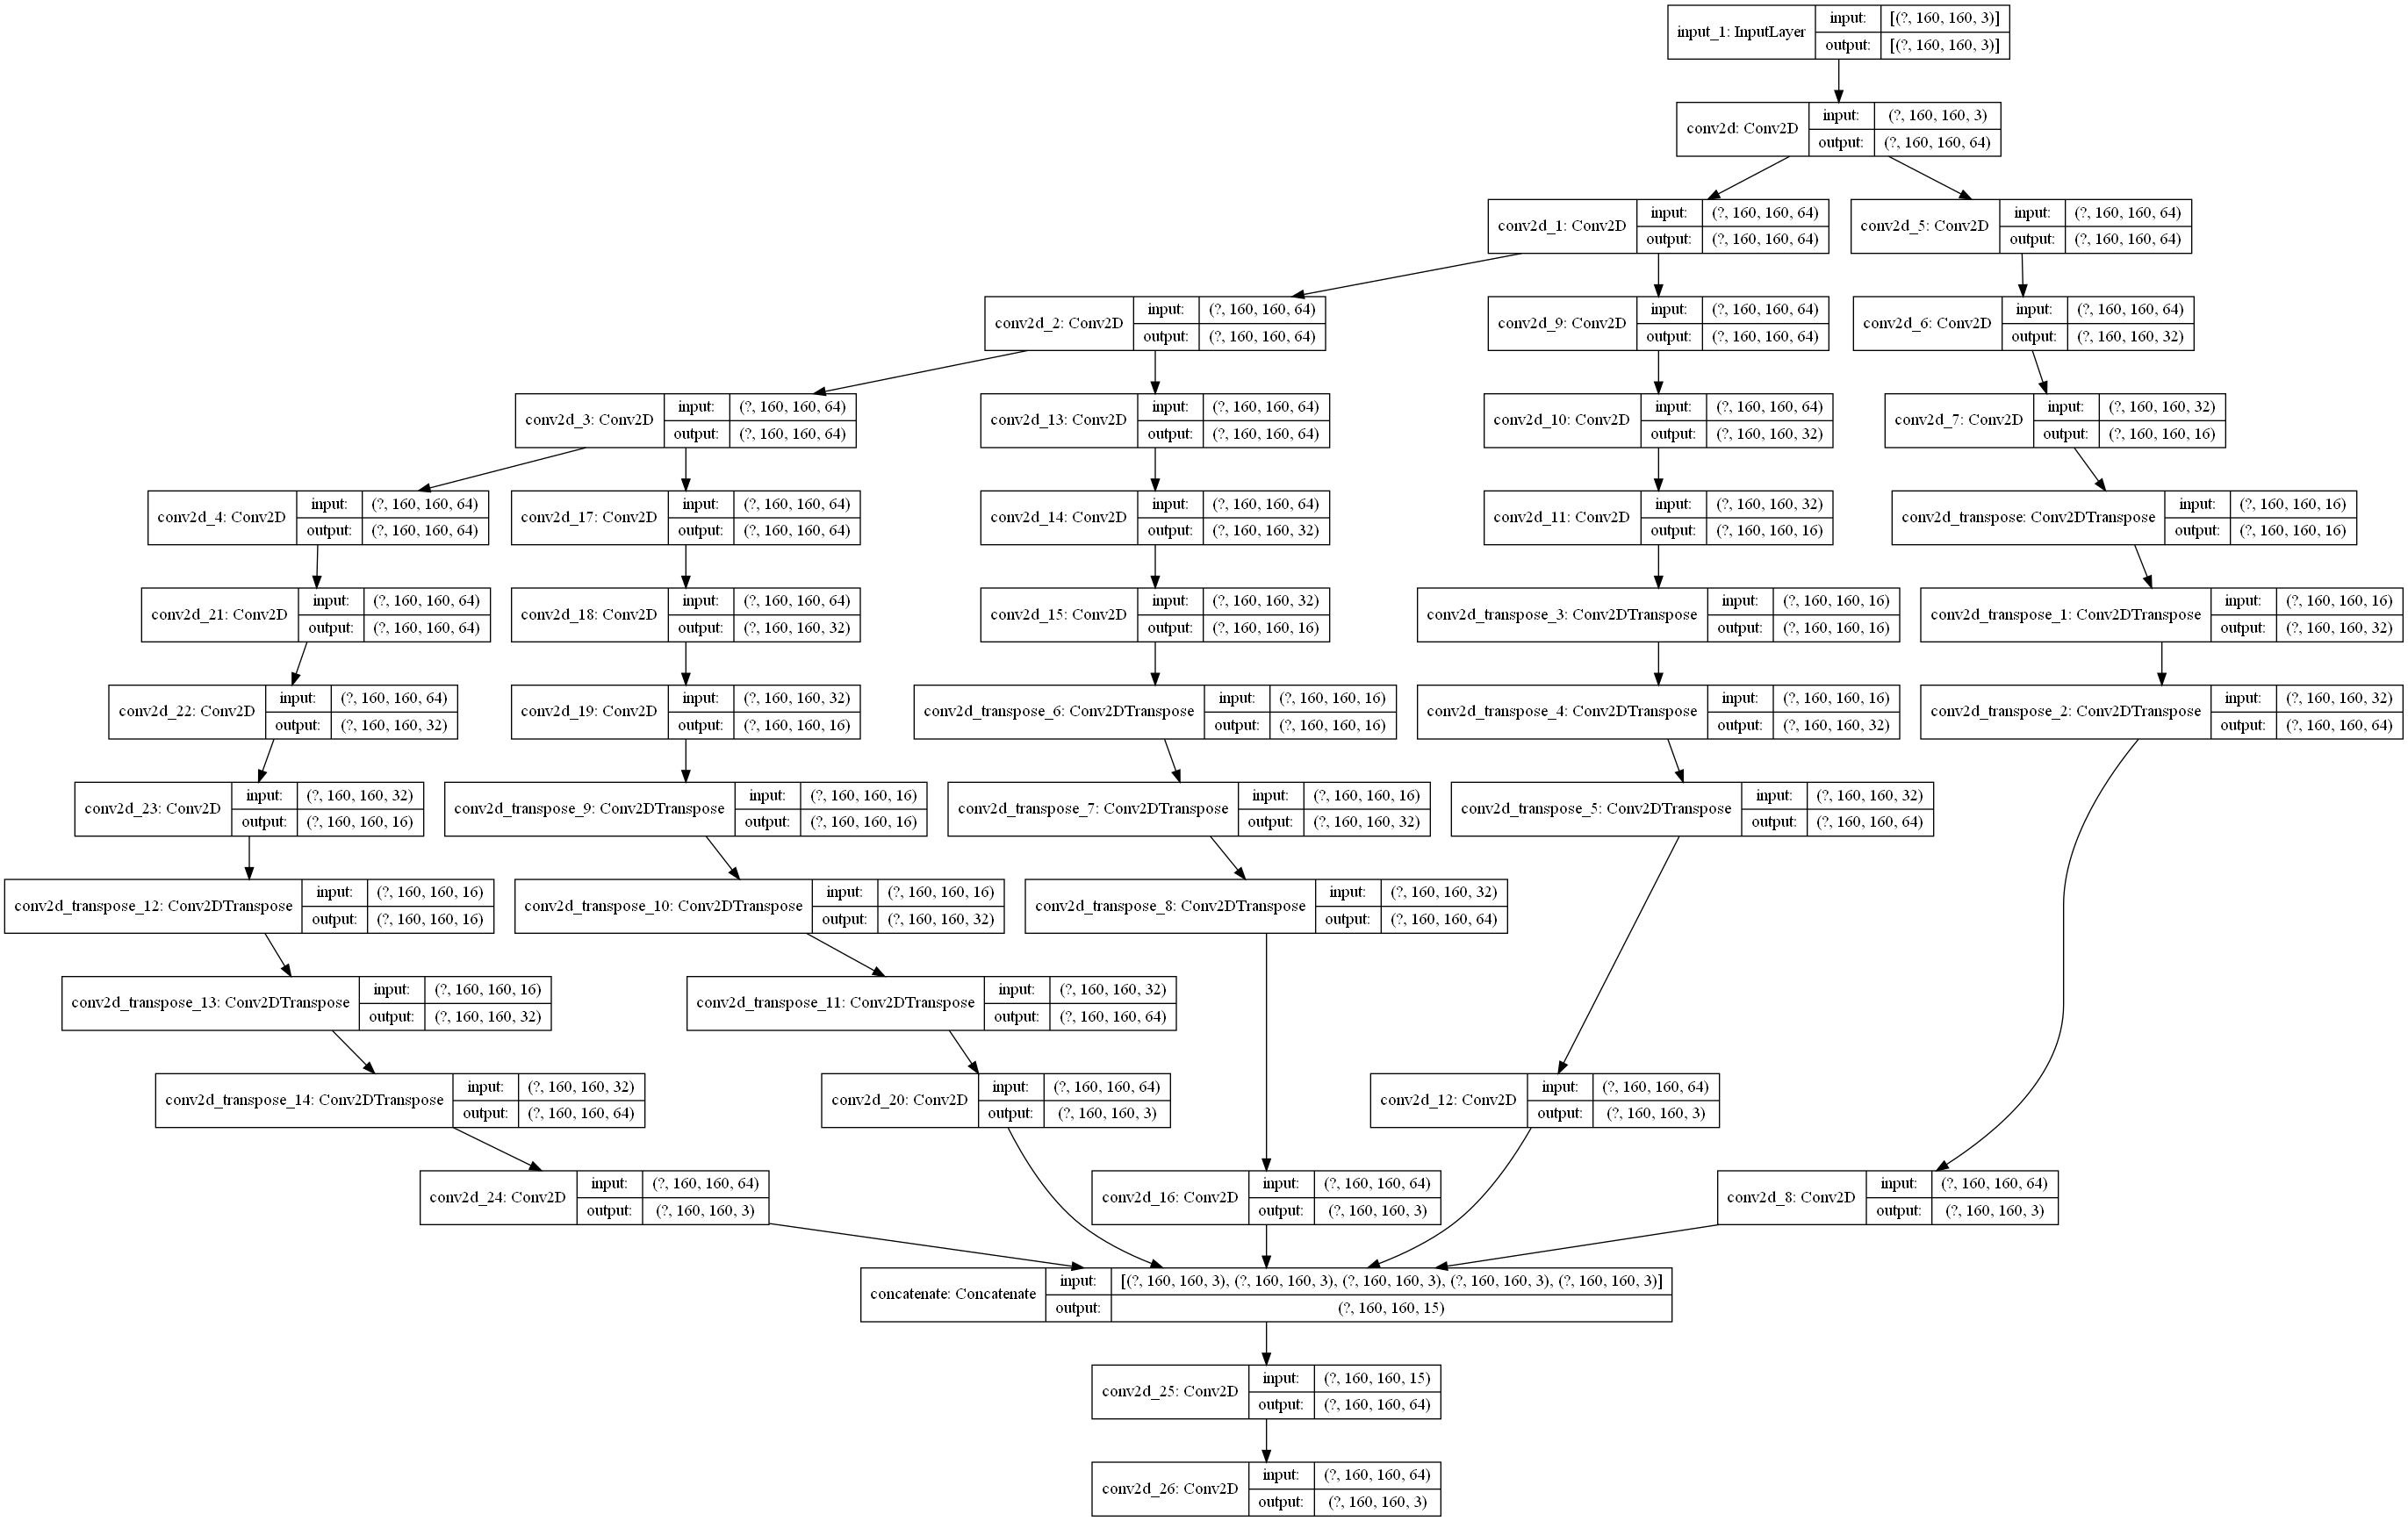 input_1: InputLayer
input: [(?, 160, 160, 3)]
output: [(?, 160, 160, 3)]
conv2d: Conv2D
input: (?, 160, 160, 3)
output: (?, 160, 160, 64)
conv2d_1: Conv2D
input: (?, 160, 160, 64)
output: (?, 160, 160, 64)
conv2d_5: Conv2D
input: (?, 160, 160, 64)
output: (?, 160, 160, 64)
conv2d_2: Conv2D
input: (?, 160, 160, 64)
output: (?, 160, 160, 64)
conv2d_9: Conv2D
input: (?, 160, 160, 64)
output: (?, 160, 160, 64)
conv2d_6: Conv2D
input: (?, 160, 160, 64)
output: (?, 160, 160, 32)
conv2d_3: Conv2D
input: (?, 160, 160, 64)
output: (?, 160, 160, 64)
conv2d_13: Conv2D
input: (?, 160, 160, 64)
output: (?, 160, 160, 64)
conv2d_10: Conv2D
input: (?, 160, 160, 64)
output: (?, 160, 160, 32)
conv2d_7: Conv2D
input: (?, 160, 160, 32)
output: (?, 160, 160, 16)
conv2d_4: Conv2D
input: (?, 160, 160, 64)
output: (?, 160, 160, 64)
conv2d_17: Conv2D
input: (?, 160, 160, 64)
output: (?, 160, 160, 64)
conv2d_14: Conv2D
input: (?, 160, 160, 64)
output: (?, 160, 160, 32)
conv2d_11: Conv2D
input: (?, 160, 160, 32)
output: (?, 160, 160, 16)
conv2d_transpose: Conv2DTranspose
input: (?, 160, 160, 16)
output: (?, 160, 160, 16)
conv2d_21: Conv2D
input: (?, 160, 160, 64)
output: (?, 160, 160, 64)
conv2d_18: Conv2D
input: (?, 160, 160, 64)
output: (?, 160, 160, 32)
conv2d_15: Conv2D
input: (?, 160, 160, 32)
output: (?, 160, 160, 16)
conv2d_transpose_3: Conv2DTranspose
input: (?, 160, 160, 16)
output: (?, 160, 160, 16)
conv2d_transpose_1: Conv2DTranspose
input: (?, 160, 160, 16)
output: (?, 160, 160, 32)
conv2d_22: Conv2D
input: (?, 160, 160, 64)
output: (?, 160, 160, 32)
conv2d_19: Conv2D
input: (?, 160, 160, 32)
output: (?, 160, 160, 16)
conv2d_transpose_6: Conv2DTranspose
input: (?, 160, 160, 16)
output: (?, 160, 160, 16)
conv2d_transpose_4: Conv2DTranspose
input: (?, 160, 160, 16)
output: (?, 160, 160, 32)
conv2d_transpose_2: Conv2DTranspose
input: (?, 160, 160, 32)
output: (?, 160, 160, 64)
conv2d_23: Conv2D
input: (?, 160, 160, 32)
output: (?, 160, 160, 16)
conv2d_transpose_9: Conv2DTranspose
input: (?, 160, 160, 16)
output: (?, 160, 160, 16)
conv2d_transpose_7: Conv2DTranspose
input: (?, 160, 160, 16)
output: (?, 160, 160, 32)
conv2d_transpose_5: Conv2DTranspose
input: (?, 160, 160, 32)
output: (?, 160, 160, 64)
conv2d_transpose_12: Conv2DTranspose
input: (?, 160, 160, 16)
output: (?, 160, 160, 16)
conv2d_transpose_10: Conv2DTranspose
input: (?, 160, 160, 16)
output: (?, 160, 160, 32)
conv2d_transpose_8: Conv2DTranspose
input: (?, 160, 160, 32)
output: (?, 160, 160, 64)
conv2d_transpose_13: Conv2DTranspose
input: (?, 160, 160, 16)
output: (?, 160, 160, 32)
conv2d_transpose_11: Conv2DTranspose
input: (?, 160, 160, 32)
output: (?, 160, 160, 64)
conv2d_transpose_14: Conv2DTranspose
input: (?, 160, 160, 32)
output: (?, 160, 160, 64)
conv2d_20: Conv2D
input: (?, 160, 160, 64)
output: (?, 160, 160, 3)
conv2d_12: Conv2D
input: (?, 160, 160, 64)
output: (?, 160, 160, 3)
conv2d_24: Conv2D
input: (?, 160, 160, 64)
output: (?, 160, 160, 3)
conv2d_16: Conv2D
input: (?, 160, 160, 64)
output: (?, 160, 160, 3)
conv2d_8: Conv2D
input: (?, 160, 160, 64)
output: (?, 160, 160, 3)
concatenate: Concatenate
input: [(?, 160, 160, 3), (?, 160, 160, 3), (?, 160, 160, 3), (?, 160, 160, 3), (?, 160, 160, 3)]
output: (?, 160, 160, 15)
conv2d_25: Conv2D
input: (?, 160, 160, 15)
output: (?, 160, 160, 64)
conv2d_26: Conv2D
input: (?, 160, 160, 64)
output: (?, 160, 160, 3)